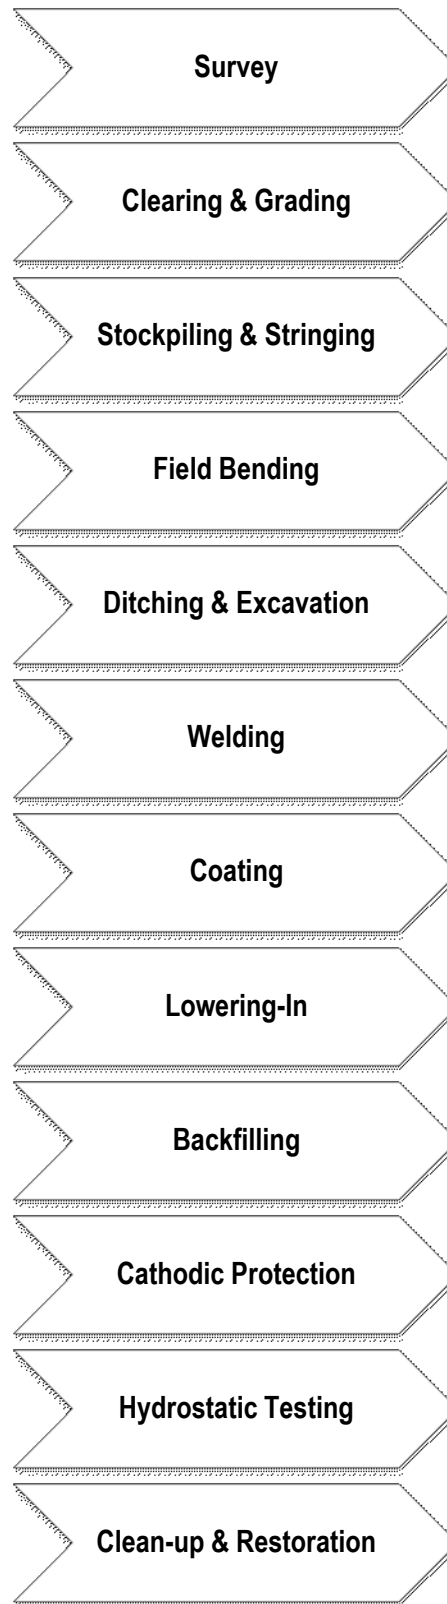 Survey
Clearing & Grading
Stockpiling & Stringing
Field Bending
Ditching & Excavation
Welding
Coating
Lowering-In
Backfilling
Cathodic Protection
Hydrostatic Testing
Clean-up & Restoration